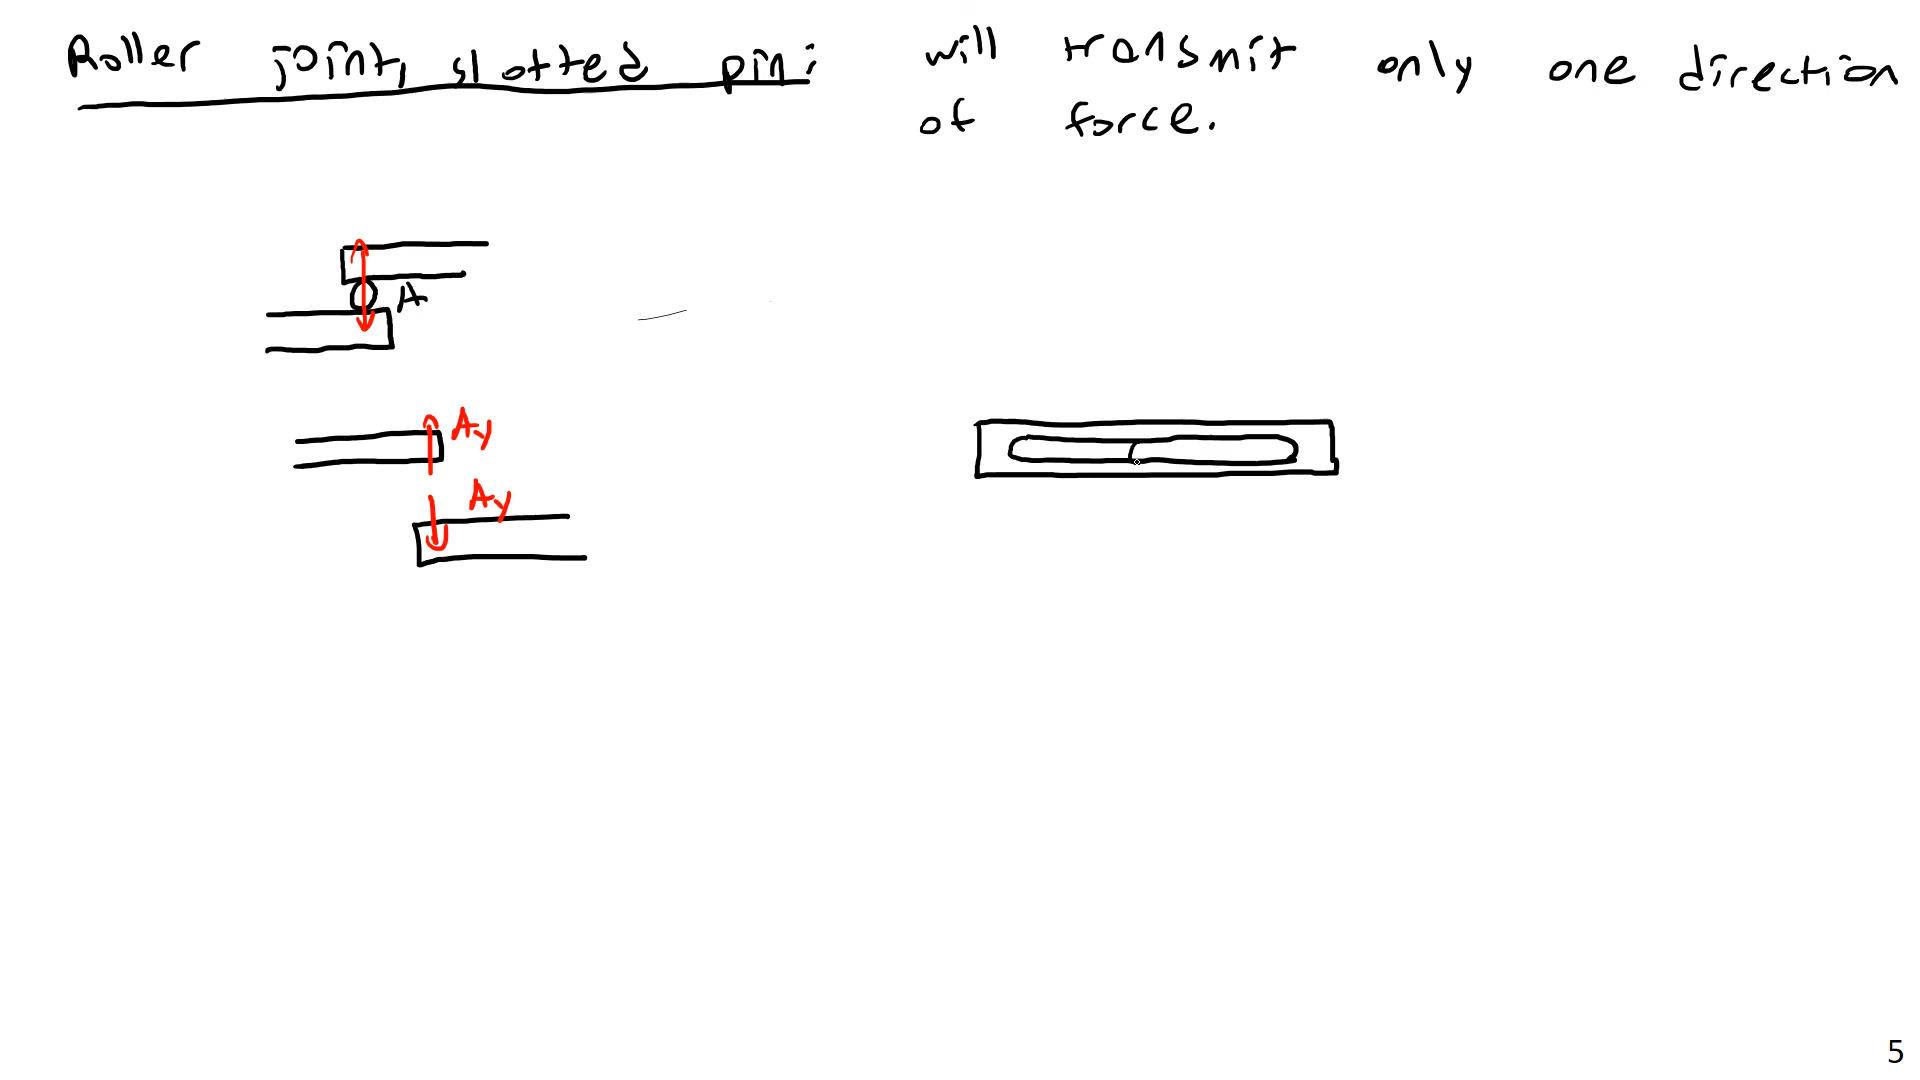 Roller joint, slotted pin: will transmit only one direction
of force.
A
Ay
Ay
5